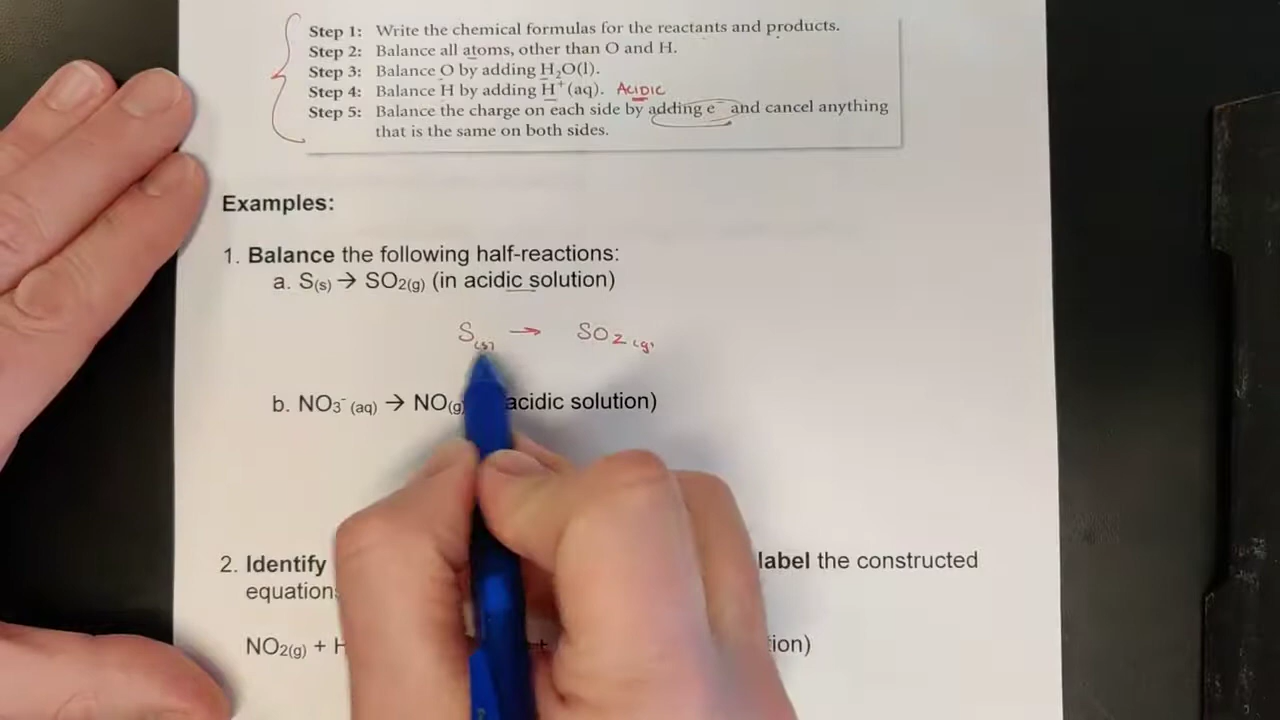 Step 1: Write the chemical formulas for the reactants and products.
Step 2: Balance all atoms, other than O and H.
Step 3: Balance O by adding H₂O(l).
Step 4: Balance H by adding H⁺(aq). ACIDIC
Step 5: Balance the charge on each side by adding e⁻ and cancel anything
that is the same on both sides.
Examples:
1. Balance the following half-reactions:
a. S(s) → SO2(g) (in acidic solution)
S(s) → SO2(g)
b. NO3⁻(aq) → NO(g) acidic solution)
2. Identify label the constructed
NO2(g) +